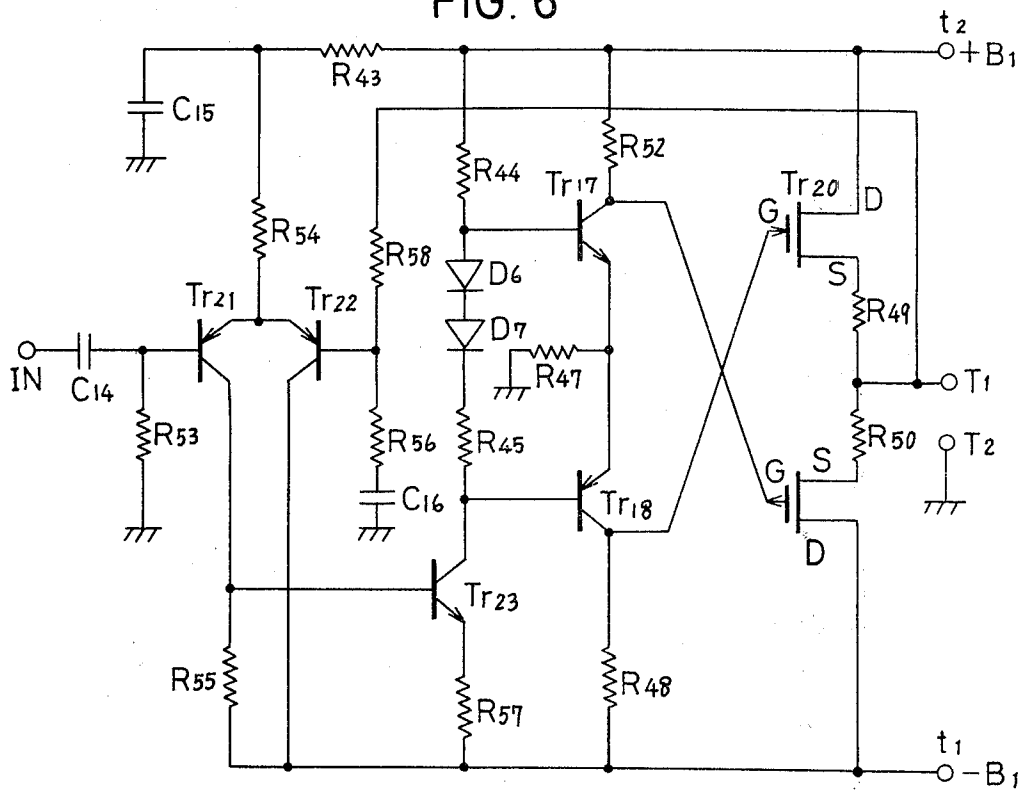 FIG. 6
t2
+B1
R43
C15
R52
R44
Tr17
Tr20
D
G
R54
R58
S
D6
Tr21
Tr22
R49
D7
IN
C14
R47
T1
R53
R56
R45
R50
T2
S
G
C16
Tr18
D
Tr23
R55
R57
R48
t1
-B1